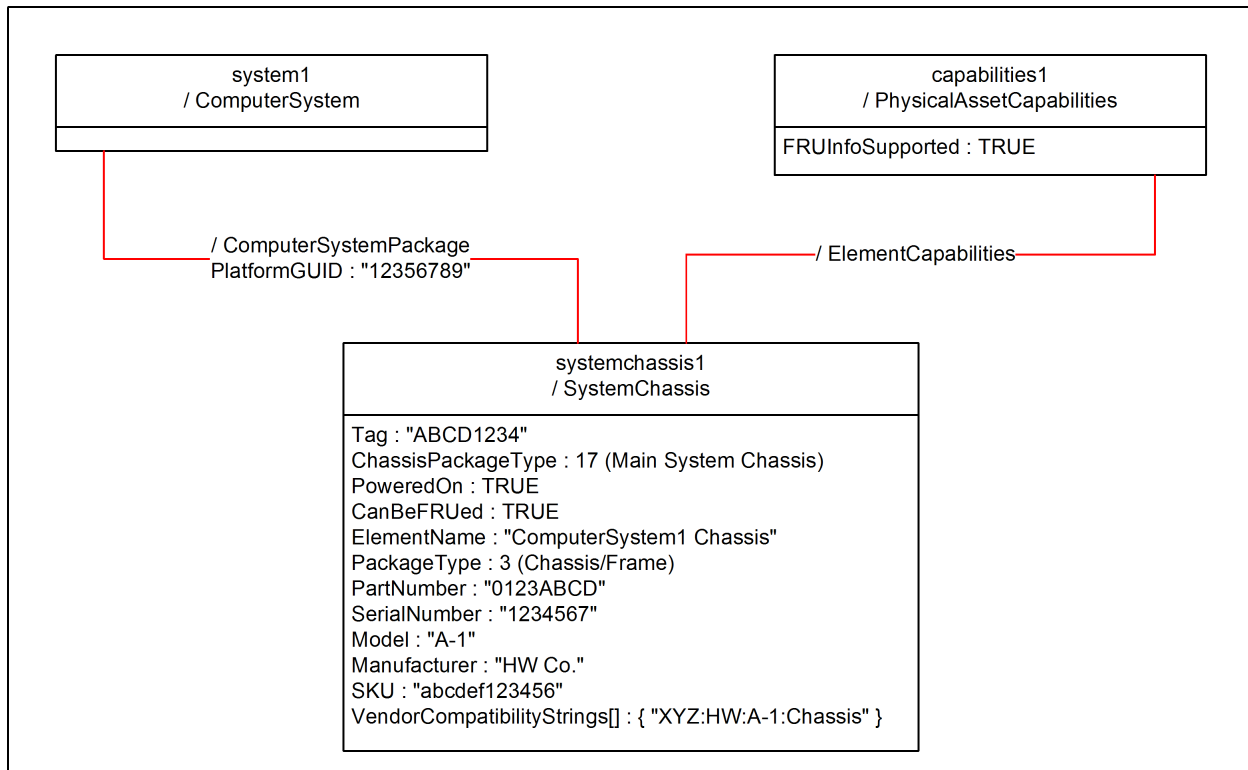 system1
/ ComputerSystem
capabilities1
/ PhysicalAssetCapabilities
FRUInfoSupported : TRUE
/ ComputerSystemPackage
PlatformGUID : "12356789"
/ ElementCapabilities
systemchassis1
/ SystemChassis
Tag : "ABCD1234"
ChassisPackageType : 17 (Main System Chassis)
PoweredOn : TRUE
CanBeFRUed : TRUE
ElementName : "ComputerSystem1 Chassis"
PackageType : 3 (Chassis/Frame)
PartNumber : "0123ABCD"
SerialNumber : "1234567"
Model : "A-1"
Manufacturer : "HW Co."
SKU : "abcdef123456"
VendorCompatibilityStrings[] : { "XYZ:HW:A-1:Chassis" }